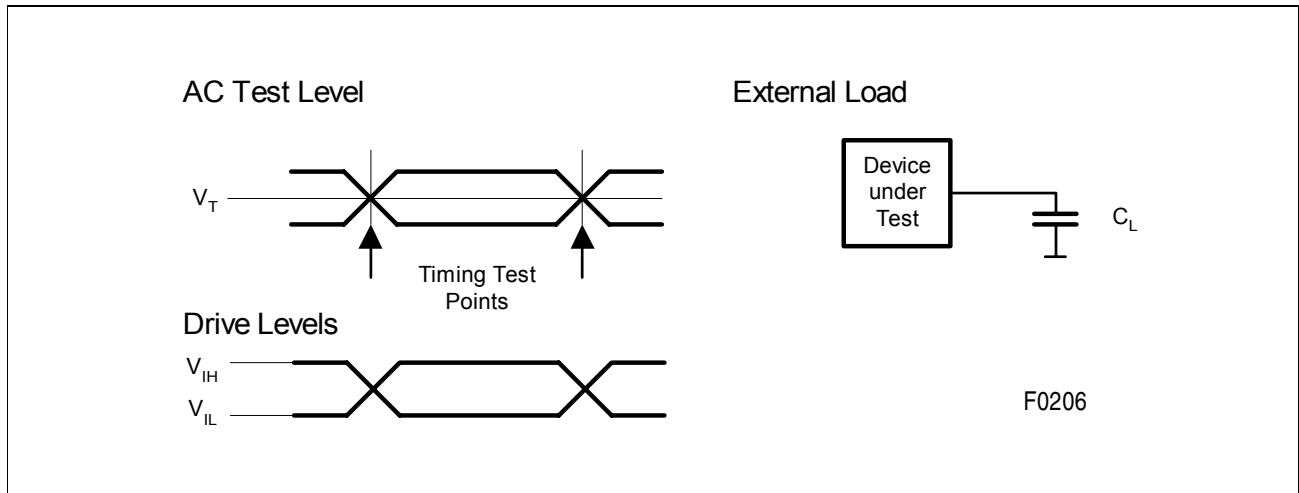 AC Test Level
V_T
Timing Test
Points
Drive Levels
V_IH
V_IL
External Load
Device
under
Test
C_L
F0206